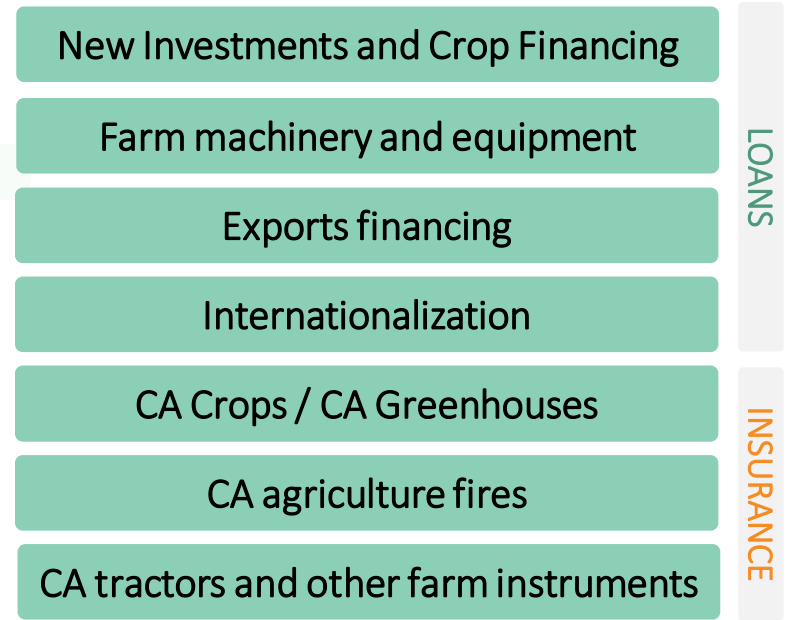 New Investments and Crop Financing
Farm machinery and equipment
Exports financing
Internationalization
LOANS
CA Crops / CA Greenhouses
CA agriculture fires
CA tractors and other farm instruments
INSURANCE